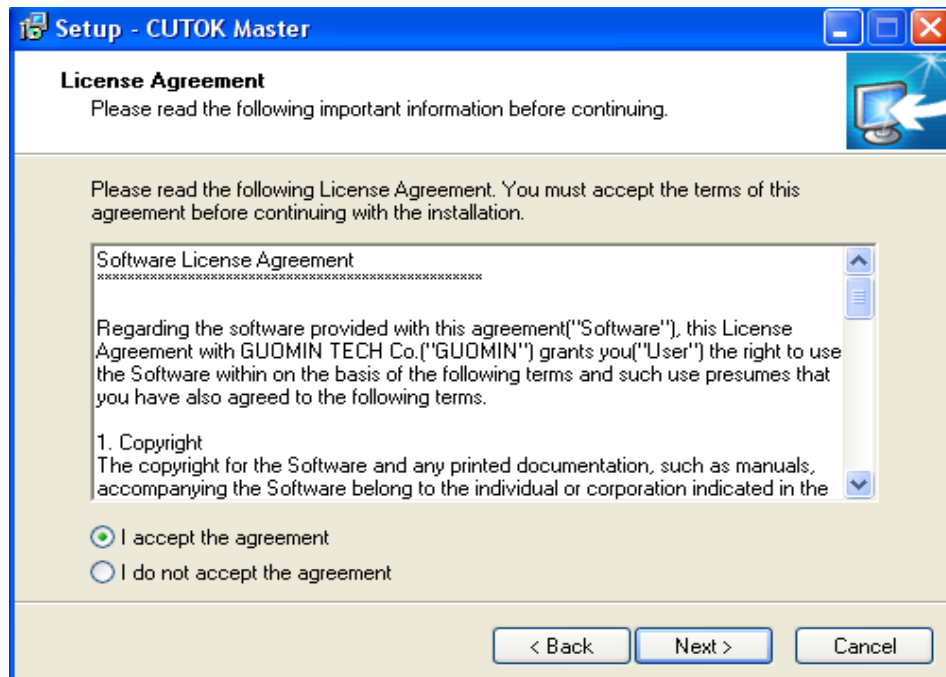 Setup - CUTOK Master
License Agreement
Please read the following important information before continuing.
Please read the following License Agreement. You must accept the terms of this
agreement before continuing with the installation.
Software License Agreement
***************************************************
Regarding the software provided with this agreement("Software"), this License
Agreement with GUOMIN TECH Co.("GUOMIN") grants you("User") the right to use
the Software within on the basis of the following terms and such use presumes that
you have also agreed to the following terms.
1. Copyright
The copyright for the Software and any printed documentation, such as manuals,
accompanying the Software belong to the individual or corporation indicated in the
I accept the agreement
I do not accept the agreement
< Back
Next >
Cancel